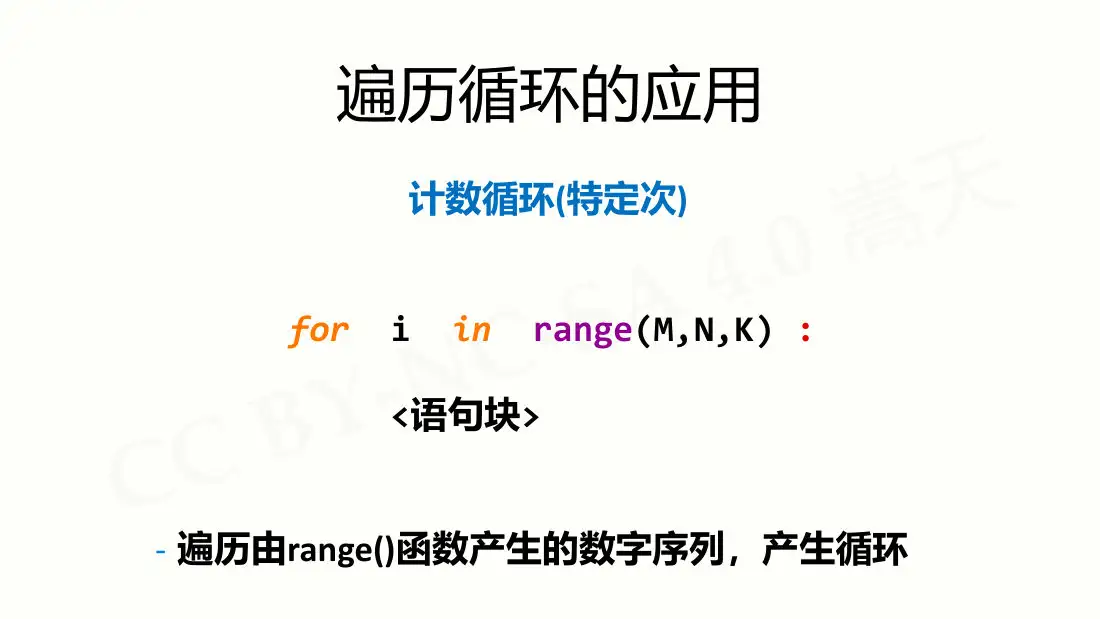 遍历循环的应用
计数循环(特定次)
for i in range(M,N,K) :
<语句块>
- 遍历由range()函数产生的数字序列，产生循环
CC BY-NC-SA 4.0 嵩天